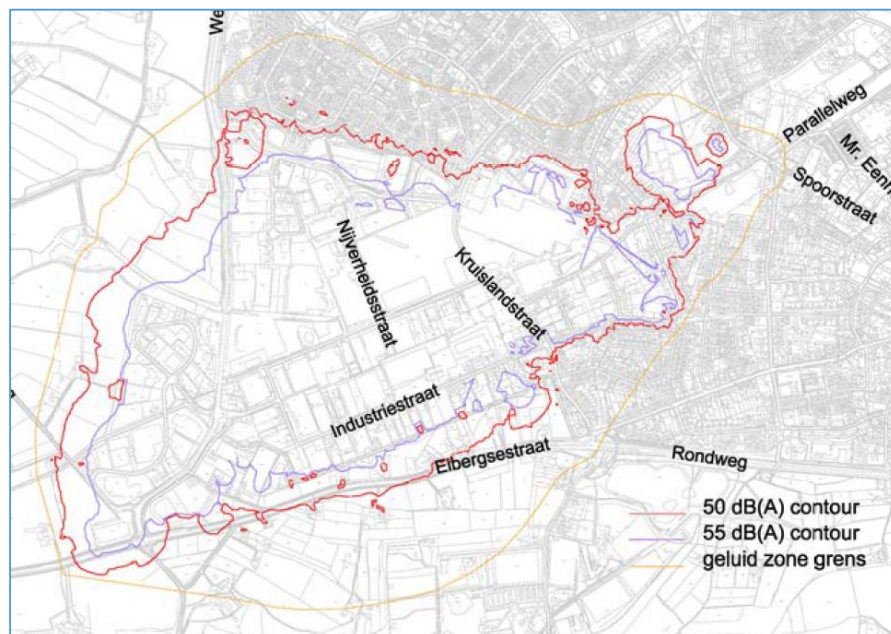 We
Parallelweg
Mr. Eenh
Spoorstraat
Nijverheidsstraat
Kruislandstraat
Industriestraat
Elbergsestraat
Rondweg
50 dB(A) contour
55 dB(A) contour
geluid zone grens